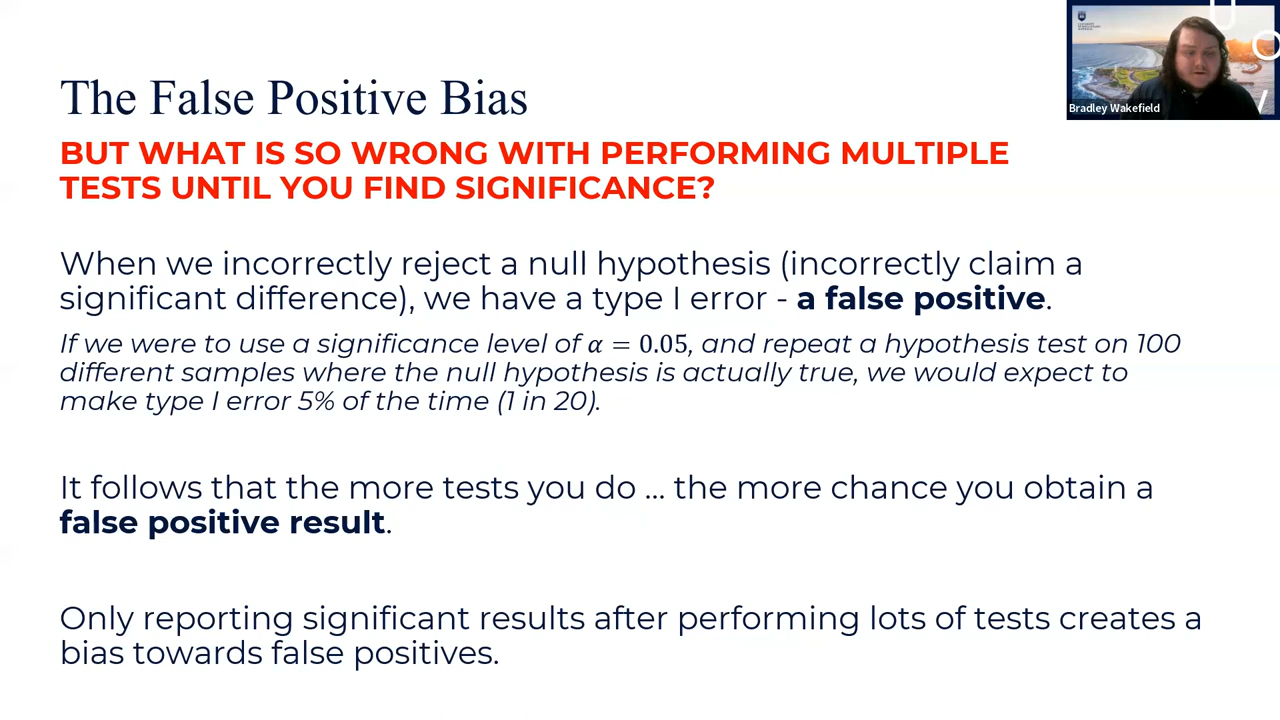 The False Positive Bias
BUT WHAT IS SO WRONG WITH PERFORMING MULTIPLE
TESTS UNTIL YOU FIND SIGNIFICANCE?
When we incorrectly reject a null hypothesis (incorrectly claim a
significant difference), we have a type I error - a false positive.
If we were to use a significance level of α = 0.05, and repeat a hypothesis test on 100
different samples where the null hypothesis is actually true, we would expect to
make type I error 5% of the time (1 in 20).
It follows that the more tests you do ... the more chance you obtain a
false positive result.
Only reporting significant results after performing lots of tests creates a
bias towards false positives.
Bradley Wakefield